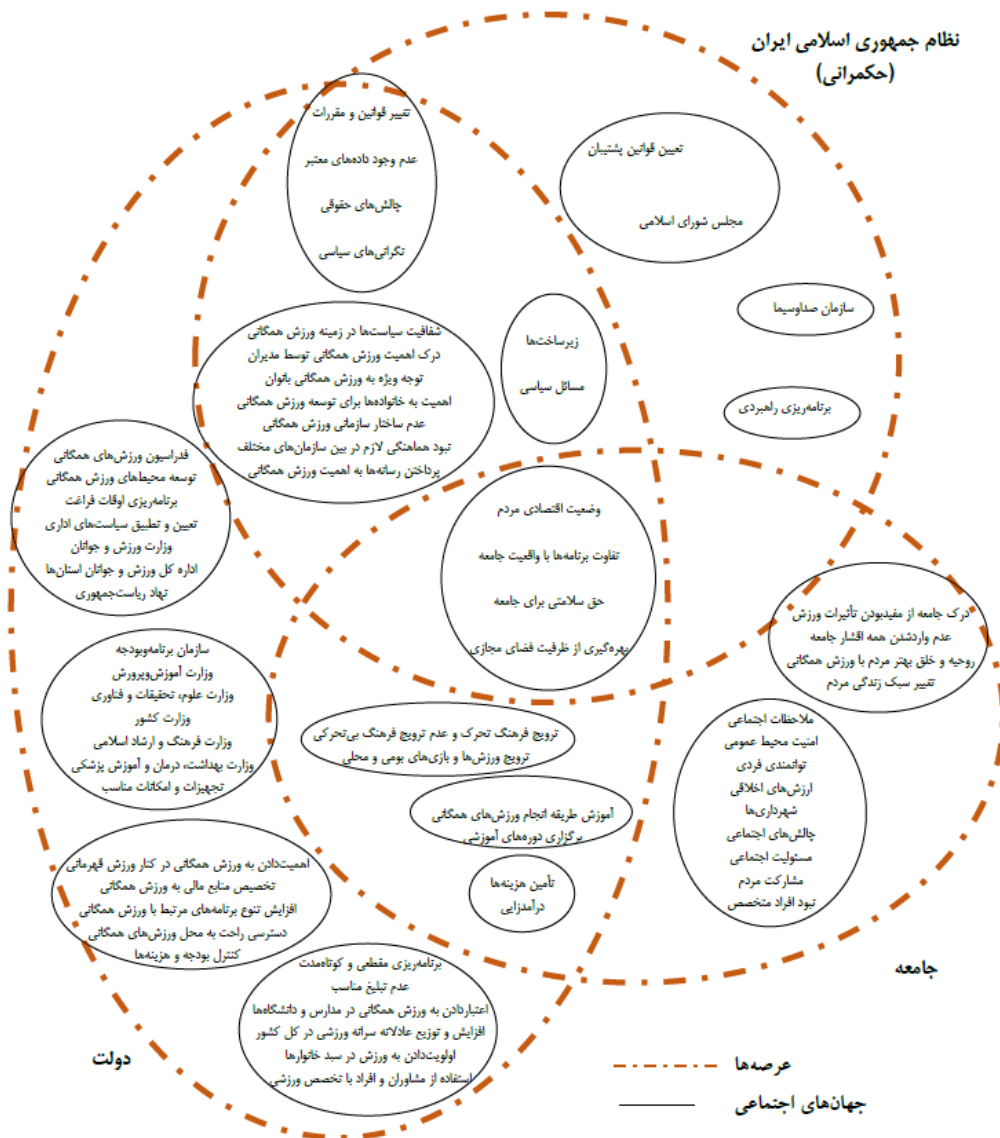 نظام جمهوری اسلامی ایران
(حکمرانی)
تغییر قوانین و مقررات
عدم وجود داده‌های معتبر
چالش‌های حقوقی
نگرانی‌های سیاسی
تعیین قوانین پشتیبان
مجلس شورای اسلامی
سازمان صداوسیما
برنامه‌ریزی راهبردی
زیرساخت‌ها
مسائل سیاسی
شفافیت سیاست‌ها در زمینه ورزش همگانی
درک اهمیت ورزش همگانی توسط مدیران
توجه ویژه به ورزش همگانی بانوان
اهمیت به خانواده‌ها برای توسعه ورزش همگانی
عدم ساختار سازمانی ورزش همگانی
نبود هماهنگی لازم در بین سازمان‌های مختلف
پرداختن رسانه‌ها به اهمیت ورزش همگانی
فدراسیون ورزش‌های همگانی
توسعه محیط‌های ورزش همگانی
برنامه‌ریزی اوقات فراغت
تعیین و تطبیق سیاست‌های اداری
وزارت ورزش و جوانان
اداره کل ورزش و جوانان استان‌ها
نهاد ریاست‌جمهوری
وضعیت اقتصادی مردم
تفاوت برنامه‌ها با واقعیت جامعه
حق سلامتی برای جامعه
بهره‌گیری از ظرفیت فضای مجازی
درک جامعه از مفیدبودن تأثیرات ورزش
عدم واردشدن همه اقشار جامعه
روحیه و خلق بهتر مردم با ورزش همگانی
تغییر سبک زندگی مردم
سازمان برنامه‌وبودجه
وزارت آموزش‌وپرورش
وزارت علوم، تحقیقات و فناوری
وزارت کشور
وزارت فرهنگ و ارشاد اسلامی
وزارت بهداشت، درمان و آموزش پزشکی
تجهیزات و امکانات مناسب
ترویج فرهنگ تحرک و عدم ترویج فرهنگ بی‌تحرکی
ترویج ورزش‌ها و بازی‌های بومی و محلی
ملاحظات اجتماعی
امنیت محیط عمومی
توانمندی فردی
ارزش‌های اخلاقی
شهرداری‌ها
چالش‌های اجتماعی
مسئولیت اجتماعی
مشارکت مردم
نبود افراد متخصص
آموزش طریقه انجام ورزش‌های همگانی
برگزاری دوره‌های آموزشی
تأمین هزینه‌ها
درآمدزایی
اهمیت‌دادن به ورزش همگانی در کنار ورزش قهرمانی
تخصیص منابع مالی به ورزش همگانی
افزایش تنوع برنامه‌های مرتبط با ورزش همگانی
دسترسی راحت به محل ورزش‌های همگانی
کنترل بودجه و هزینه‌ها
برنامه‌ریزی مقطعی و کوتاه‌مدت
عدم تبلیغ مناسب
اعتباردادن به ورزش همگانی در مدارس و دانشگاه‌ها
افزایش و توزیع عادلانه سرانه ورزشی در کل کشور
اولویت‌دادن به ورزش در سبد خانوارها
استفاده از مشاوران و افراد با تخصص ورزشی
جامعه
دولت
عرصه‌ها
جهان‌های اجتماعی